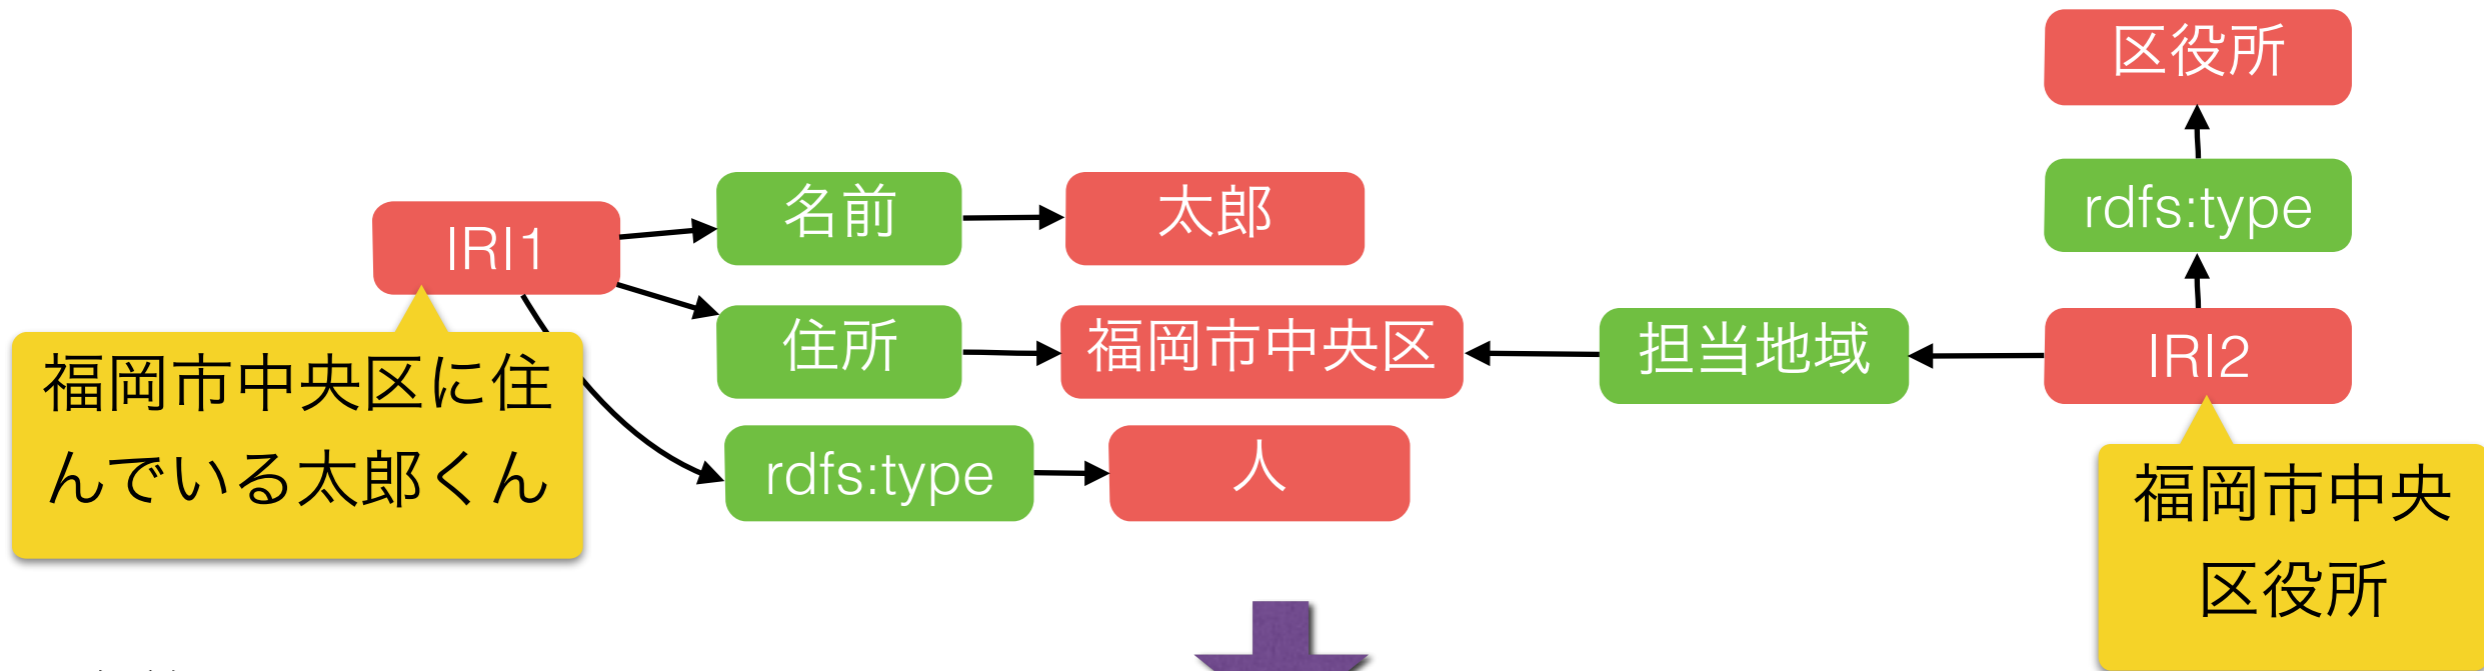 区役所
rdfs:type
名前
太郎
IRI1
住所
福岡市中央区
担当地域
IRI2
福岡市中央区に住
んでいる太郎くん
rdfs:type
人
福岡市中央
区役所